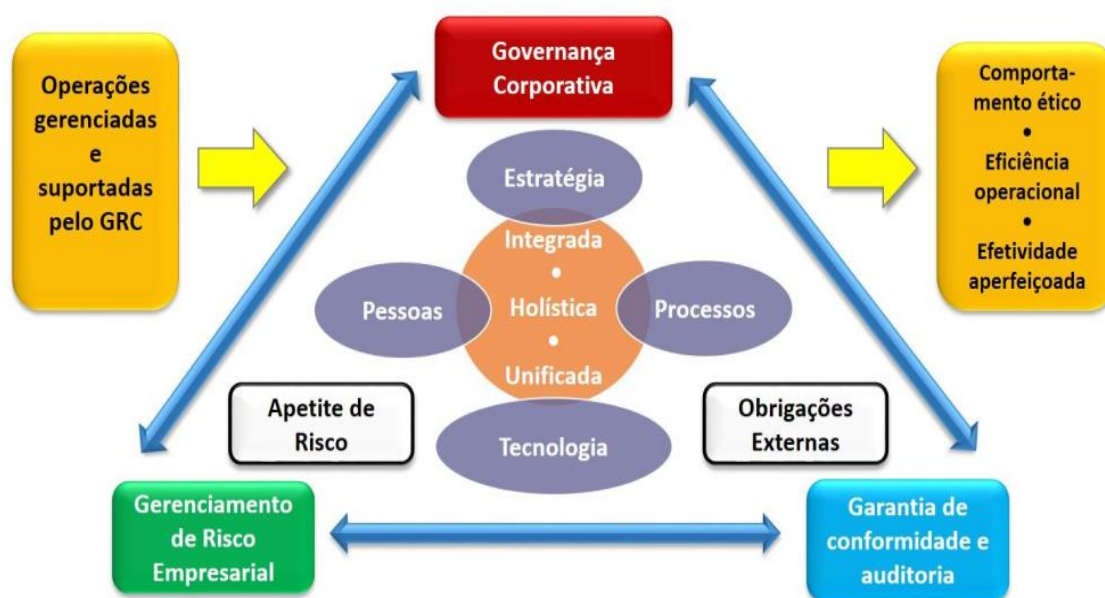 Operações
gerenciadas
e
suportadas
pelo GRC
Governança
Corporativa
Comporta-
mento ético
•
Eficiência
operacional
•
Efetividade
aperfeiçoada
Estratégia
Integrada
•
Pessoas
Holística
Processos
•
Unificada
Tecnologia
Apetite de
Risco
Obrigações
Externas
Gerenciamento
de Risco
Empresarial
Garantia de
conformidade e
auditoria